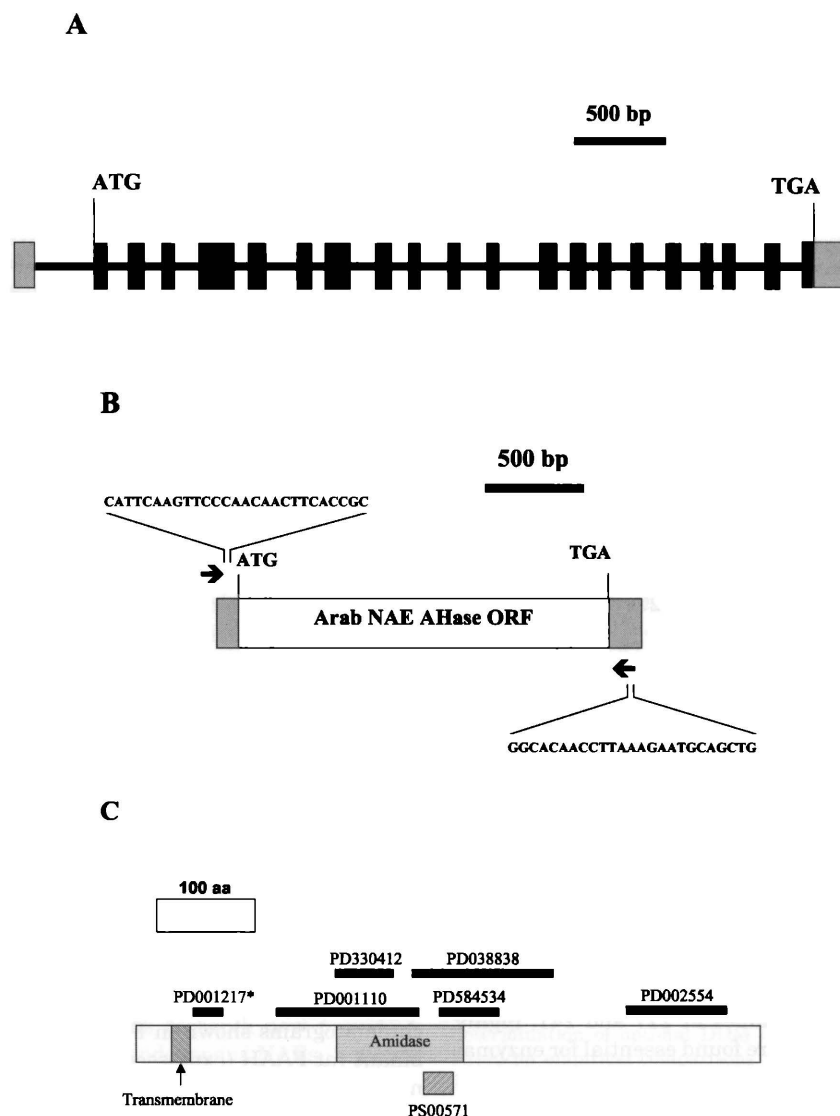 A
500 bp
ATG
TGA
B
500 bp
CATTCAAGTTCCCAACAACTTCACCGC
ATG
TGA
Arab NAE AHase ORF
GGCACAACCTTAAAGAATGCAGCTG
C
100 aa
PD330412
PD038838
PD001217*
PD001110
PD584534
PD002554
Amidase
Transmembrane
PS00571